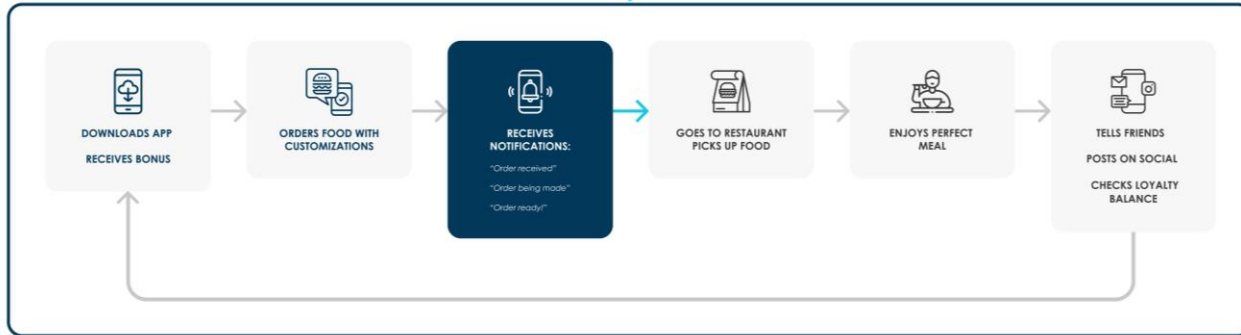 DOWNLOADS APP
RECEIVES BONUS
ORDERS FOOD WITH
CUSTOMIZATIONS
RECEIVES
NOTIFICATIONS:
"Order received"
"Order being made"
"Order ready!"
GOES TO RESTAURANT
PICKS UP FOOD
ENJOYS PERFECT
MEAL
TELLS FRIENDS
POSTS ON SOCIAL
CHECKS LOYALTY
BALANCE